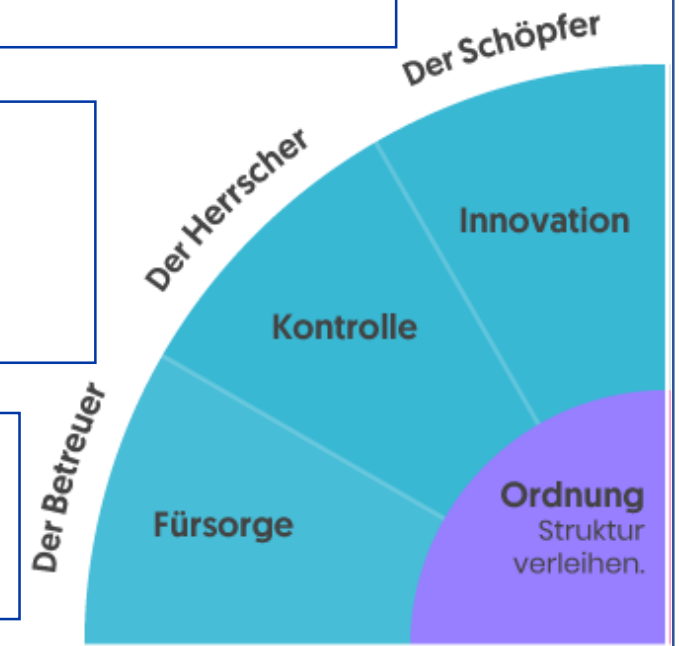 Der Schöpfer
Innovation
Der Herrscher
Kontrolle
Der Betreuer
Fürsorge
Ordnung
Struktur
verleihen.